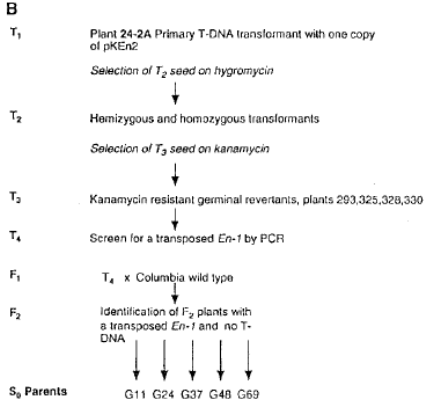 B
T1 Plant 24-2A Primary T-DNA transformant with one copy
of pKEn2
Selection of T2 seed on hygromycin
T2 Hemizygous and homozygous transformants
Selection of T3 seed on kanamycin
T3 Kanamycin resistant germinal revertants, plants 293,325,328,330
T4 Screen for a transposed En-1 by PCR
F1 T4 x Columbia wild type
F2 Identification of F2 plants with
a transposed En-1 and no T-
DNA
S0 Parents G11 G24 G37 G48 G69